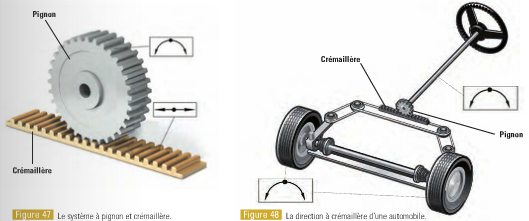 Pignon
Crémaillère
Figure 47 Le système à pignon et crémaillère.
Crémaillère
Pignon
Figure 48 La direction à crémaillère d'une automobile.